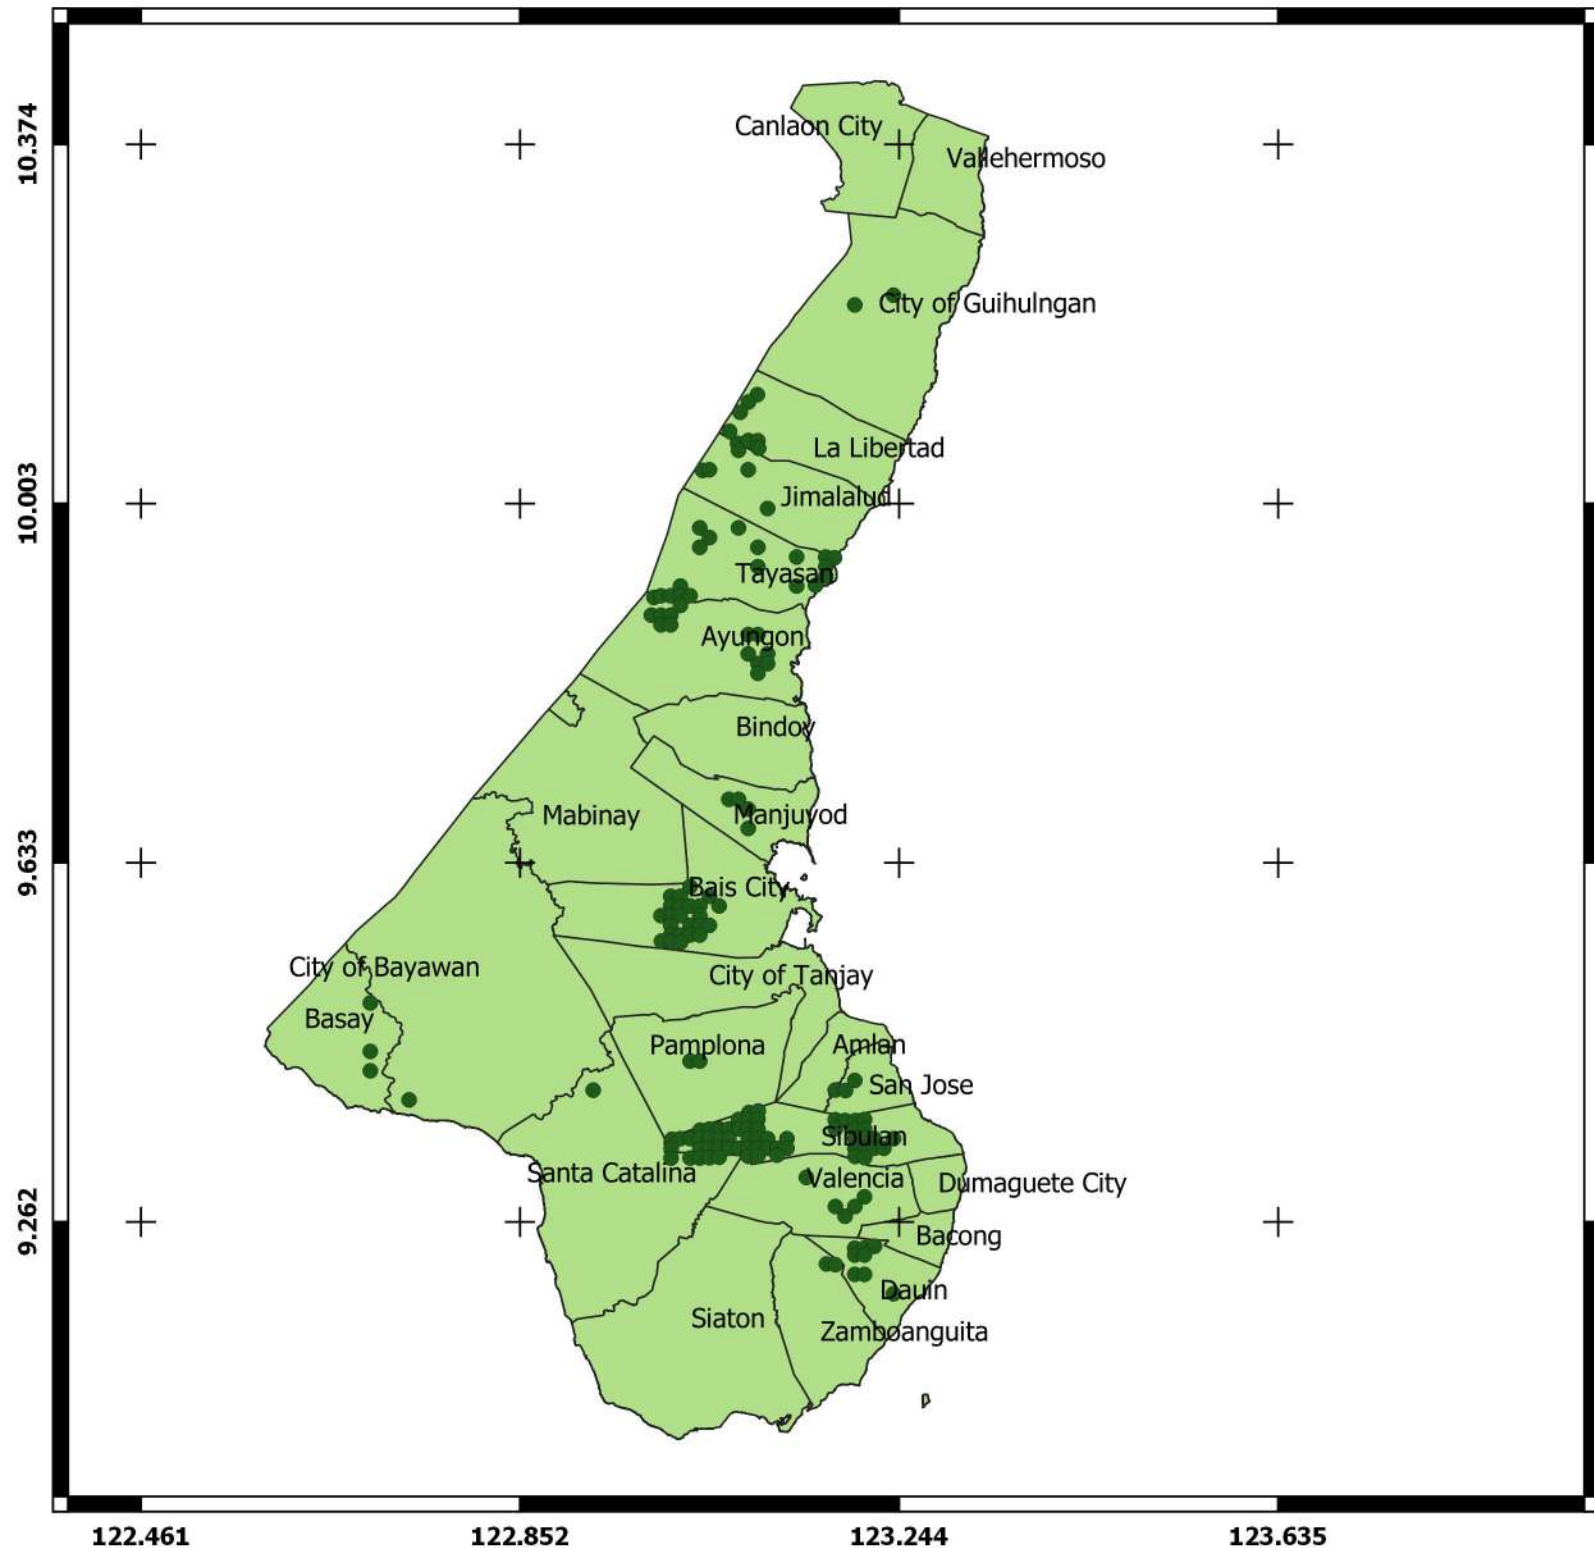 10.374
Canlaon City
Vallehermoso
City of Guihulngan
La Libertad
10.003
Jimalalud
Tayasan
Ayungon
Bindoy
Mabinay
Manjuyod
9.633
Bais City
City of Bayawan
City of Tanjay
Basay
Pamplona
Amlan
San Jose
Sibulan
Santa Catalina
Valencia
Dumaguete City
9.262
Bacong
Dauin
Siaton
Zamboanguita
122.461 122.852 123.244 123.635